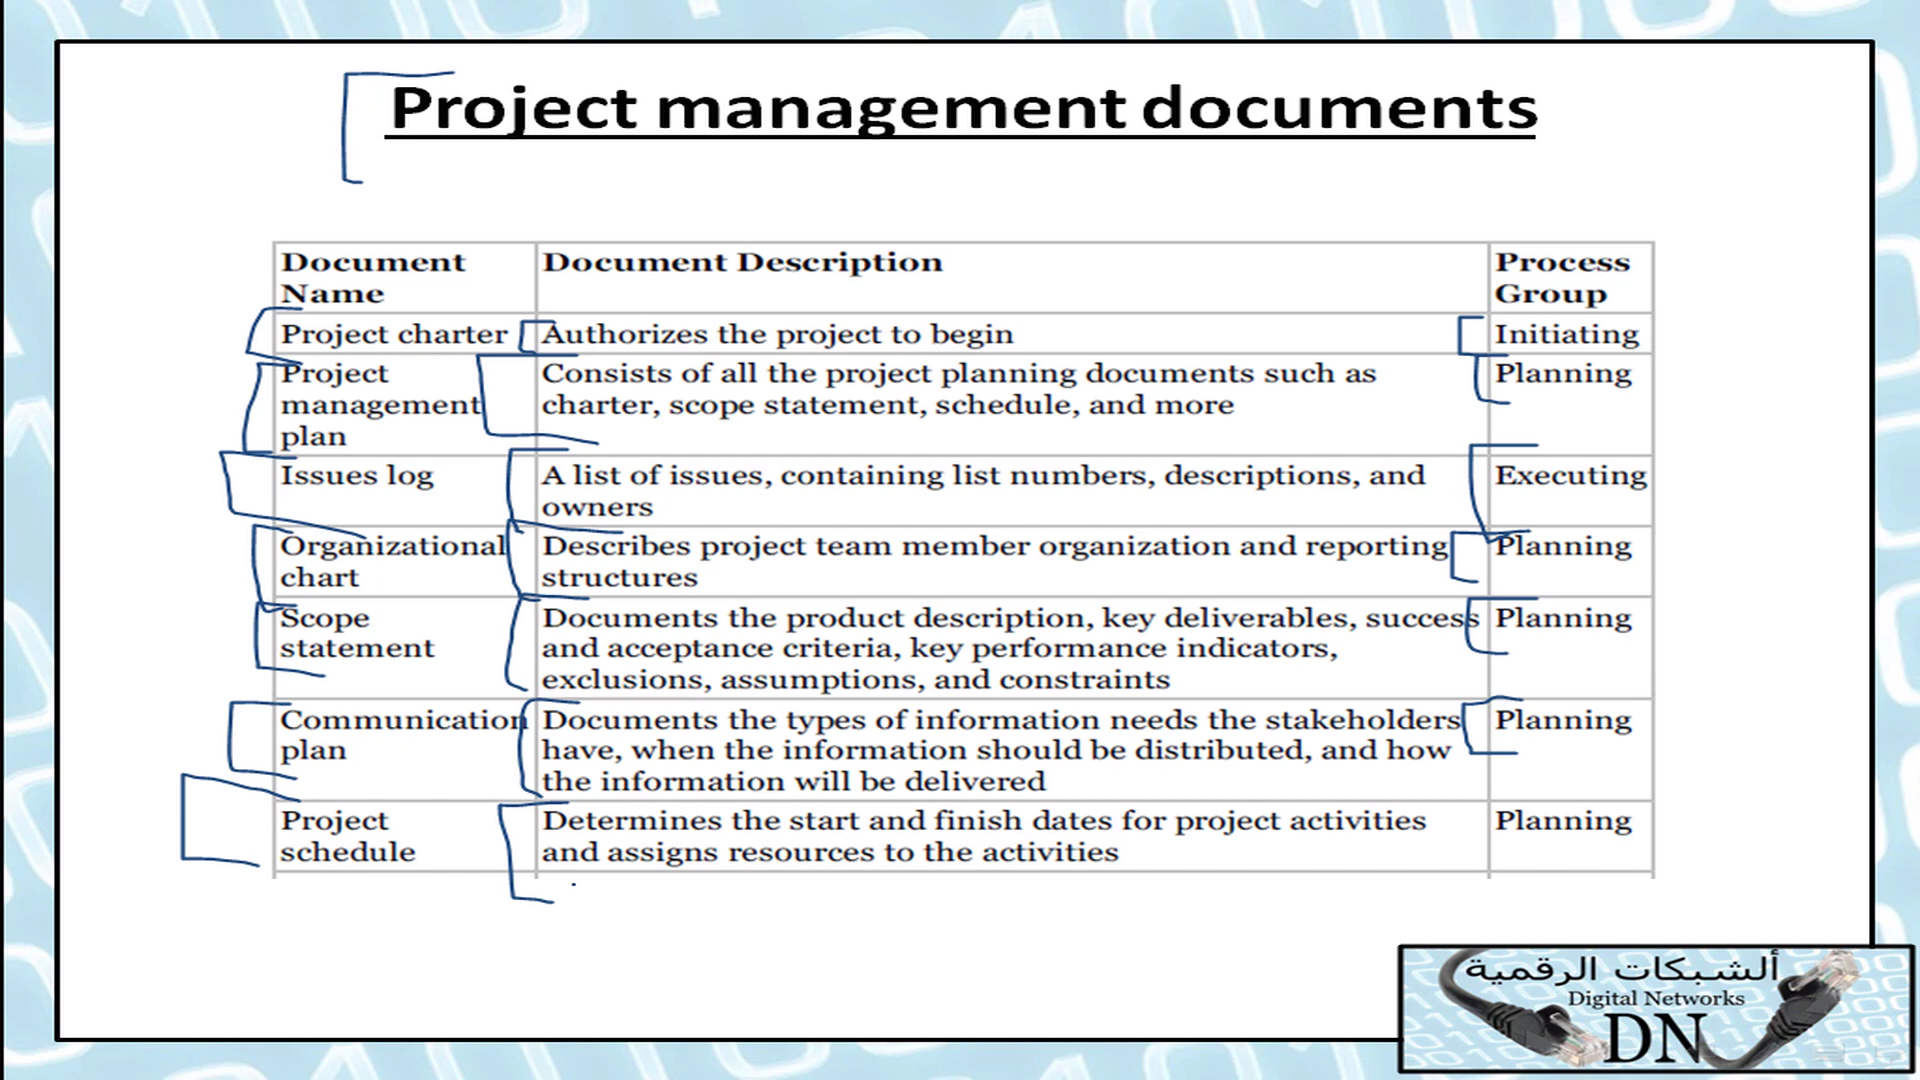 Project management documents
Document Name
Document Description
Process Group
Project charter
Authorizes the project to begin
Initiating
Project management plan
Consists of all the project planning documents such as
charter, scope statement, schedule, and more
Planning
Issues log
A list of issues, containing list numbers, descriptions, and
owners
Executing
Organizational chart
Describes project team member organization and reporting
structures
Planning
Scope statement
Documents the product description, key deliverables, success
and acceptance criteria, key performance indicators,
exclusions, assumptions, and constraints
Planning
Communication plan
Documents the types of information needs the stakeholders
have, when the information should be distributed, and how
the information will be delivered
Planning
Project schedule
Determines the start and finish dates for project activities
and assigns resources to the activities
Planning
ألشبكات الرقمية
Digital Networks
DN